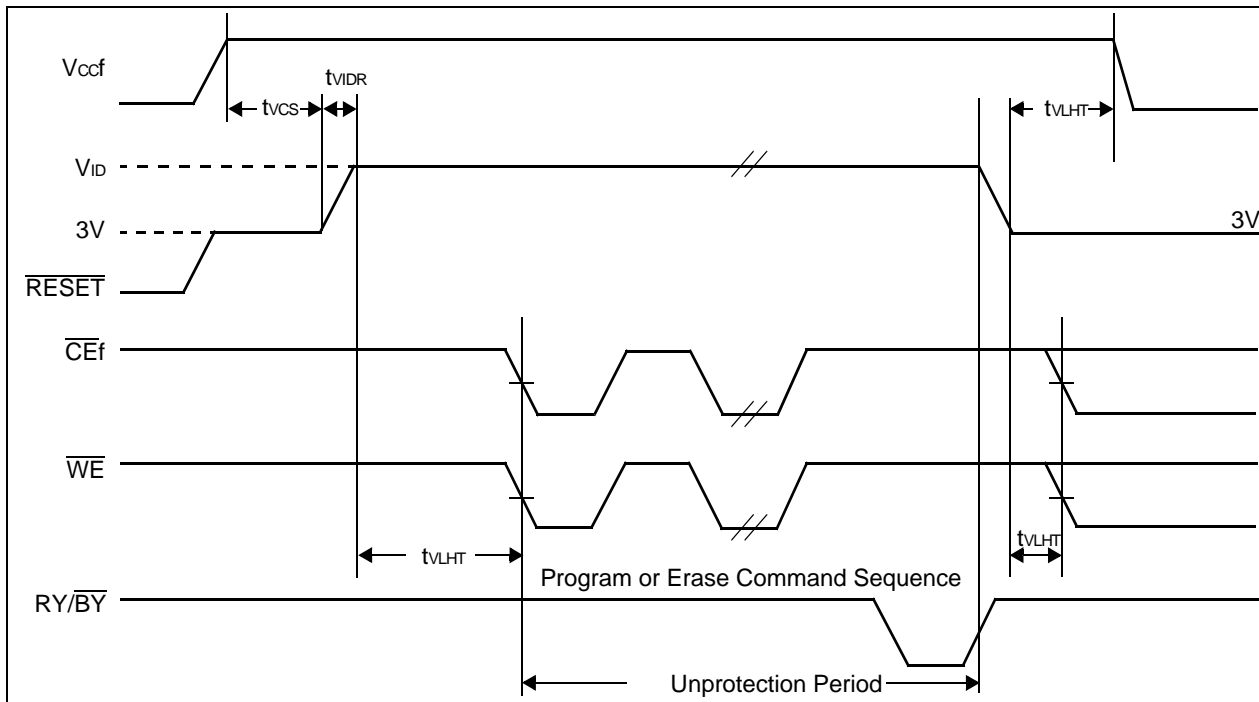 Vccf
tVIDR
tVCS
tVLHT
VID
3V
3V
RESET
CEf
WE
tVLHT
tVLHT
Program or Erase Command Sequence
RY/BY
Unprotection Period